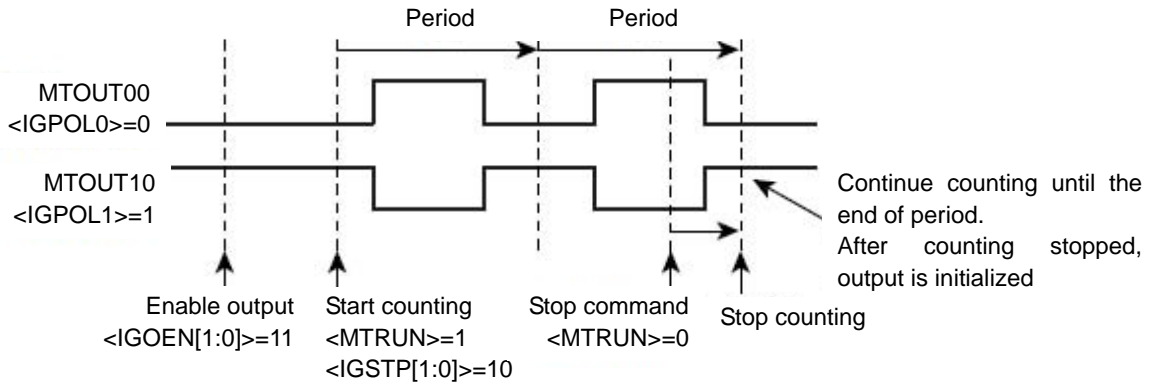 Period
Period
MTOUT00
<IGPOL0>=0
MTOUT10
<IGPOL1>=1
Continue counting until the
end of period.
After counting stopped,
output is initialized
Enable output
<IGOEN[1:0]>=11
Start counting
<MTRUN>=1
<IGSTP[1:0]>=10
Stop command
<MTRUN>=0
Stop counting